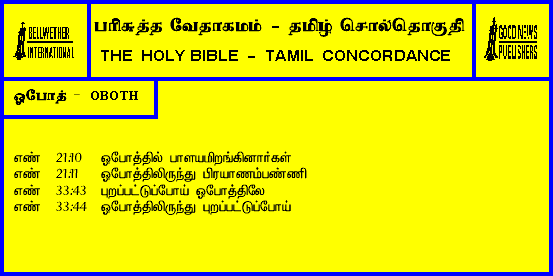 BELLWETHER
INTERNATIONAL
பரிசுத்த வேதாகமம் - தமிழ் சொல்தொகுதி
THE HOLY BIBLE - TAMIL CONCORDANCE
GOOD NEWS
PUBLISHERS
ஓபோத் - OBOTH
எண் 21:10 ஓபோத்தில் பாளயமிறங்கினார்கள்
எண் 21:11 ஓபோத்திலிருந்து பிரயாணம்பண்ணி
எண் 33:43 புறப்பட்டுப்போய் ஓபோத்திலே
எண் 33:44 ஓபோத்திலிருந்து புறப்பட்டுப்போய்